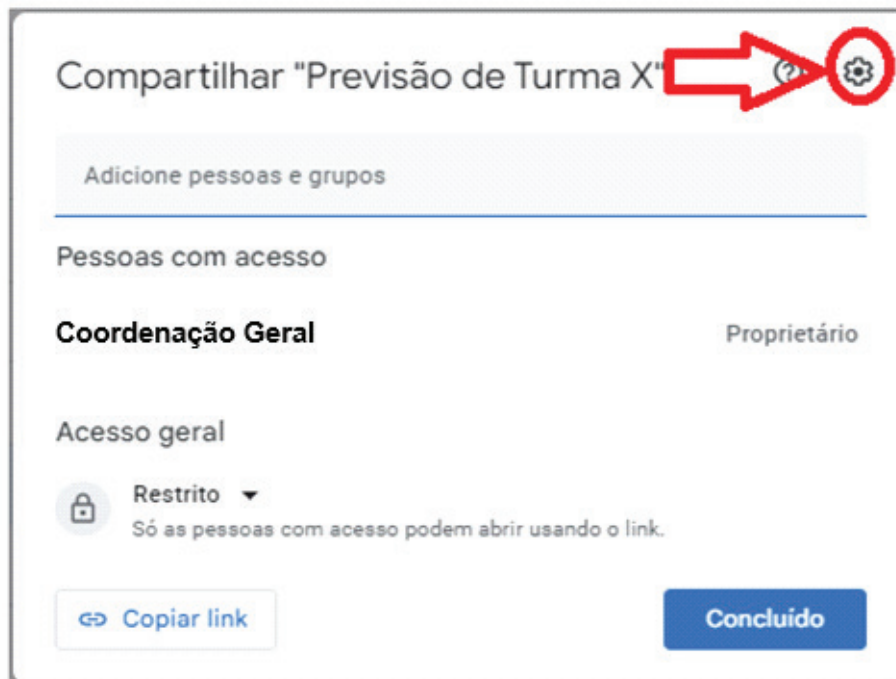 Compartilhar "Previsão de Turma X"
Adicione pessoas e grupos
Pessoas com acesso
Coordenação Geral
Proprietário
Acesso geral
Restrito
Só as pessoas com acesso podem abrir usando o link.
Copiar link
Concluído